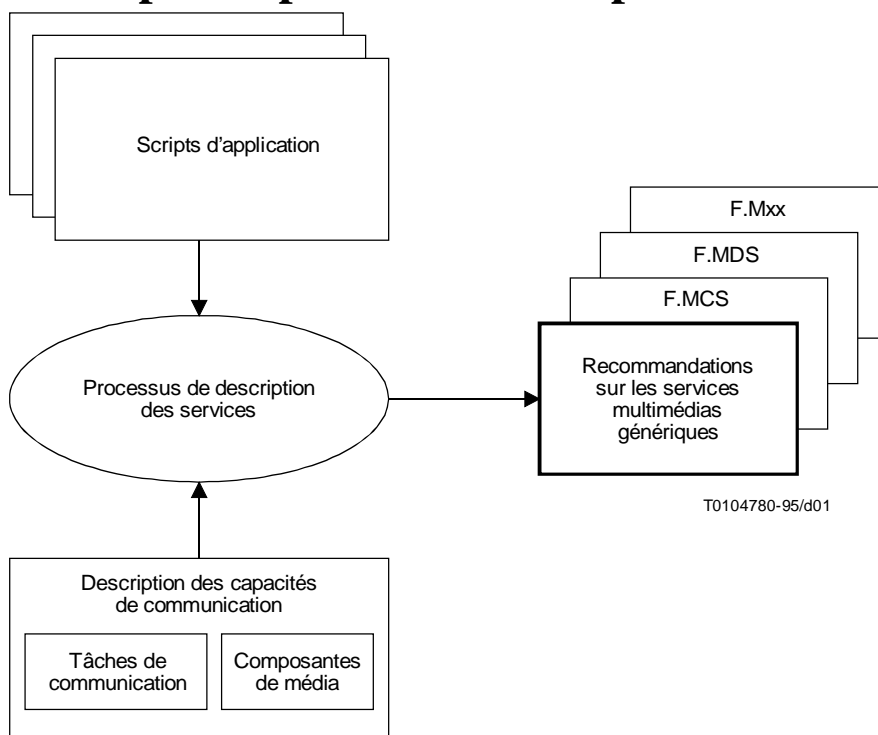 Scripts d'application
F.Mxx
F.MDS
F.MCS
Processus de description
des services
Recommandations
sur les services
multimédias
génériques
T0104780-95/d01
Description des capacités
de communication
Tâches de
communication
Composantes
de média